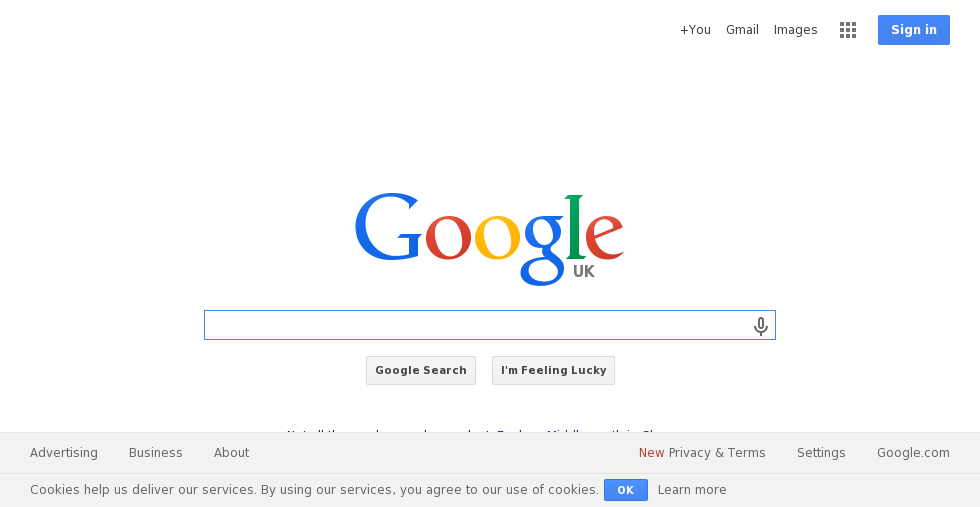 +You Gmail Images Sign in
Google
UK
Google Search I'm Feeling Lucky
Advertising Business About New Privacy & Terms Settings Google.com
Cookies help us deliver our services. By using our services, you agree to our use of cookies. OK Learn more